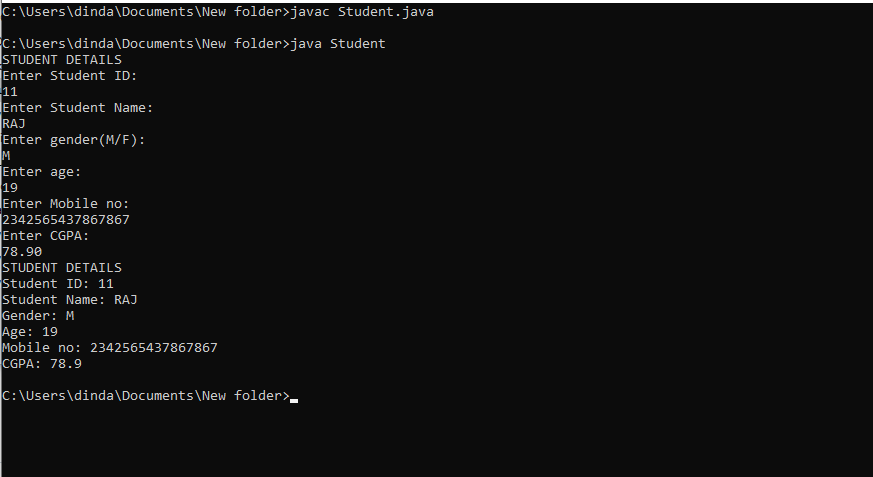 C:\Users\dinda\Documents\New folder>javac Student.java
C:\Users\dinda\Documents\New folder>java Student
STUDENT DETAILS
Enter Student ID:
11
Enter Student Name:
RAJ
Enter gender(M/F):
M
Enter age:
19
Enter Mobile no:
2342565437867867
Enter CGPA:
78.90
STUDENT DETAILS
Student ID: 11
Student Name: RAJ
Gender: M
Age: 19
Mobile no: 2342565437867867
CGPA: 78.9
C:\Users\dinda\Documents\New folder>